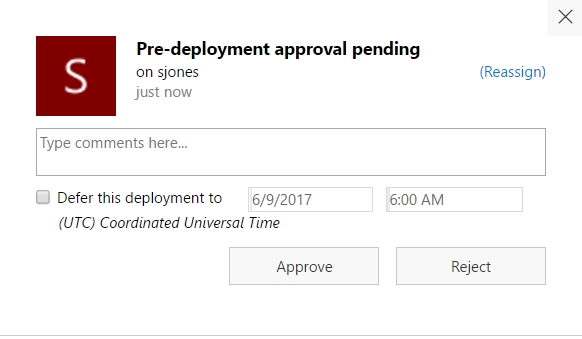 S
Pre-deployment approval pending
on sjones
(Reassign)
just now
Type comments here...
Defer this deployment to 6/9/2017 6:00 AM
(UTC) Coordinated Universal Time
Approve Reject